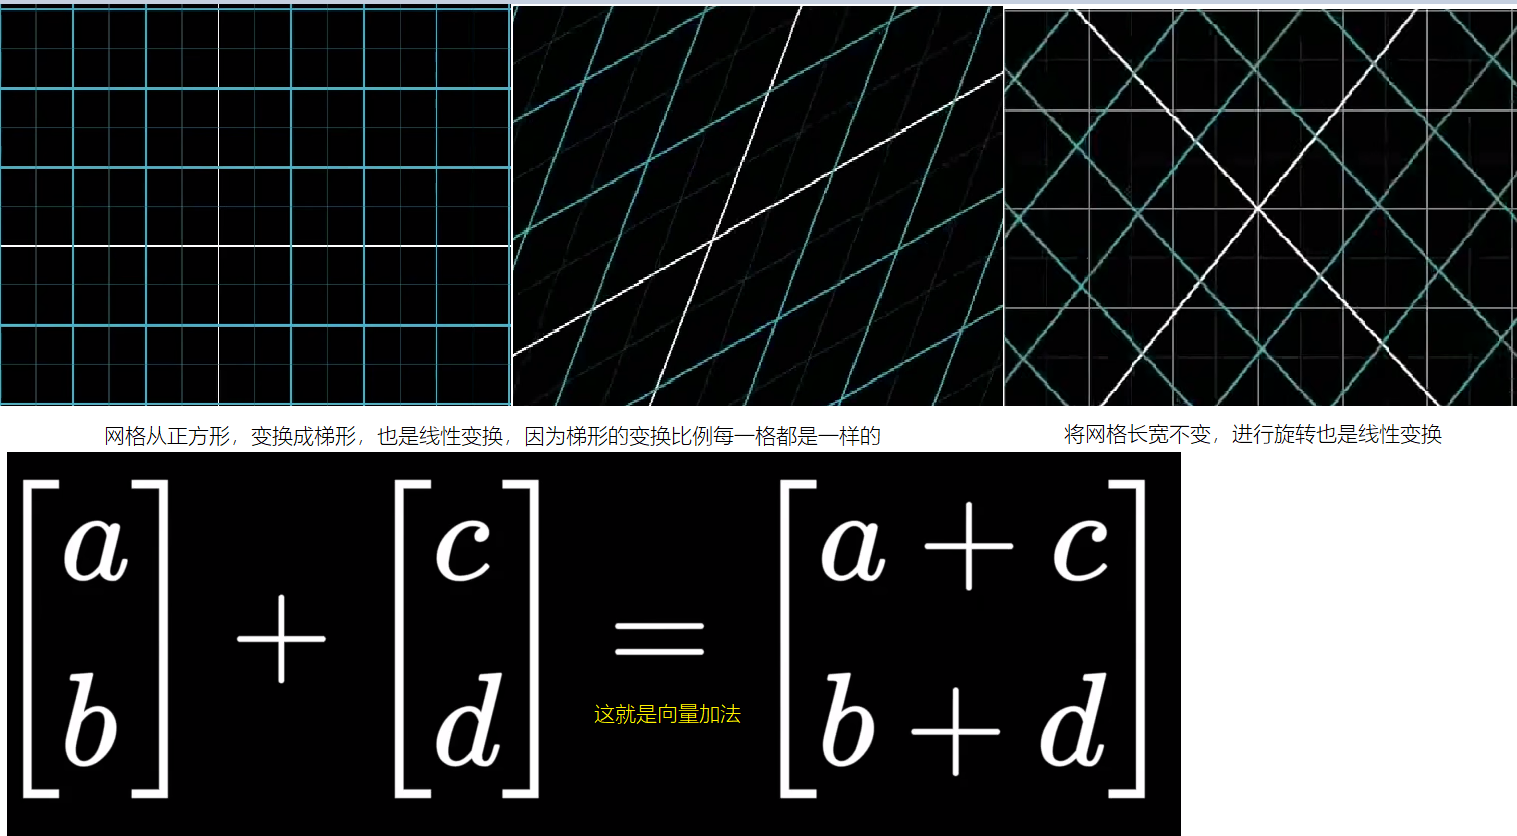 网格从正方形，变换成梯形，也是线性变换，因为梯形的变换比例每一格都是一样的
将网格长宽不变，进行旋转也是线性变换
[a b] + [c d] = [a + c b + d]
这就是向量加法